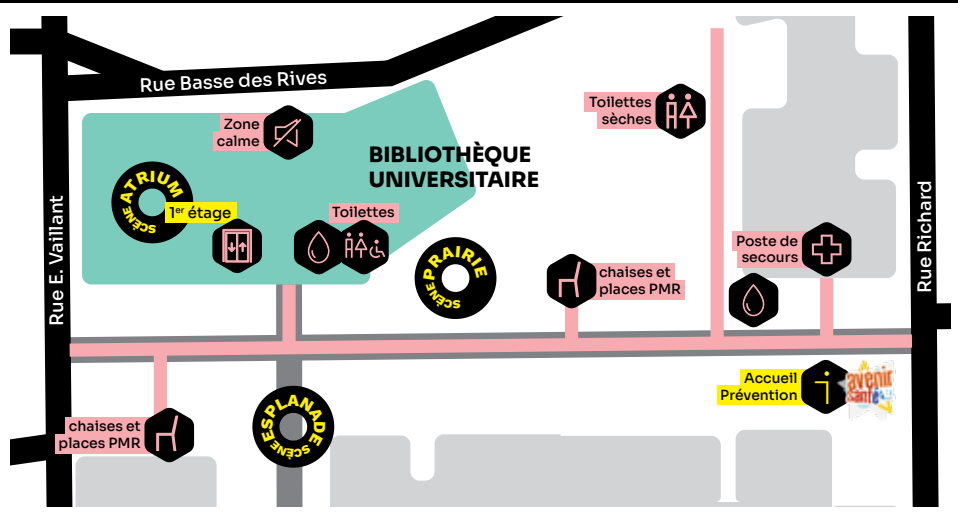 Rue Basse des Rives
Zone
calme
Toilettes
sèches
BIBLIOTHÈQUE
UNIVERSITAIRE
SCÈNE ATRIUM
1er étage
Toilettes
Rue E. Vaillant
Rue Richard
SCÈNE PRAIRIE
Poste de
secours
chaises et
places PMR
Accueil
Prévention
avenir
santé
SCÈNE ESPLANADE
chaises et
places PMR